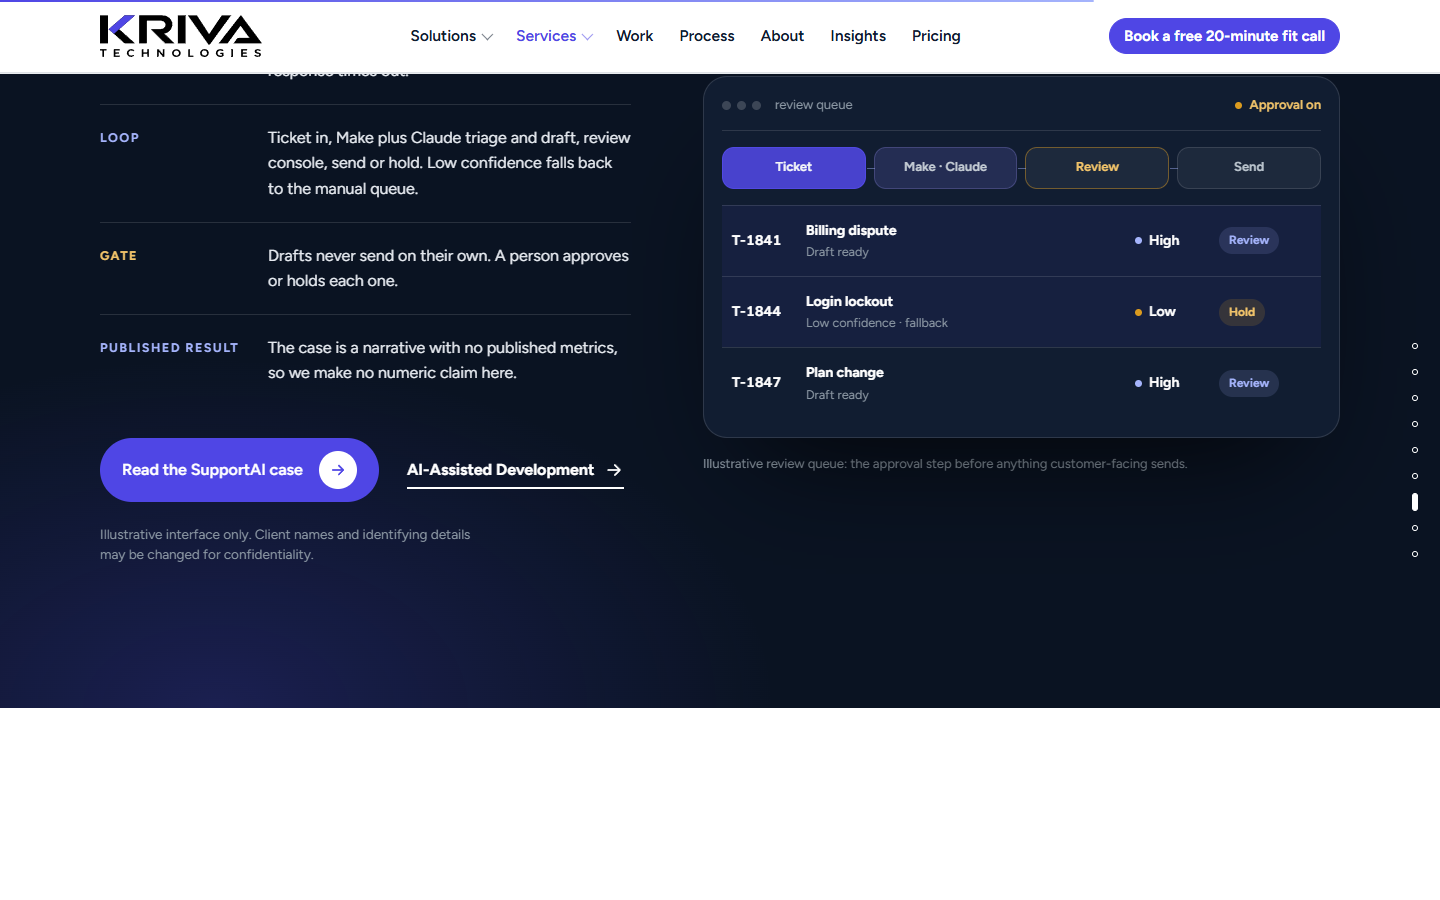 KRIVA
TECHNOLOGIES
Solutions
Services
Work
Process
About
Insights
Pricing
Book a free 20-minute fit call
response times out.
LOOP
Ticket in, Make plus Claude triage and draft, review
console, send or hold. Low confidence falls back
to the manual queue.
GATE
Drafts never send on their own. A person approves
or holds each one.
PUBLISHED RESULT
The case is a narrative with no published metrics,
so we make no numeric claim here.
Read the SupportAI case
AI-Assisted Development
Illustrative interface only. Client names and identifying details
may be changed for confidentiality.
review queue
Approval on
Ticket
Make · Claude
Review
Send
T-1841
Billing dispute
Draft ready
High
Review
T-1844
Login lockout
Low confidence · fallback
Low
Hold
T-1847
Plan change
Draft ready
High
Review
Illustrative review queue: the approval step before anything customer-facing sends.